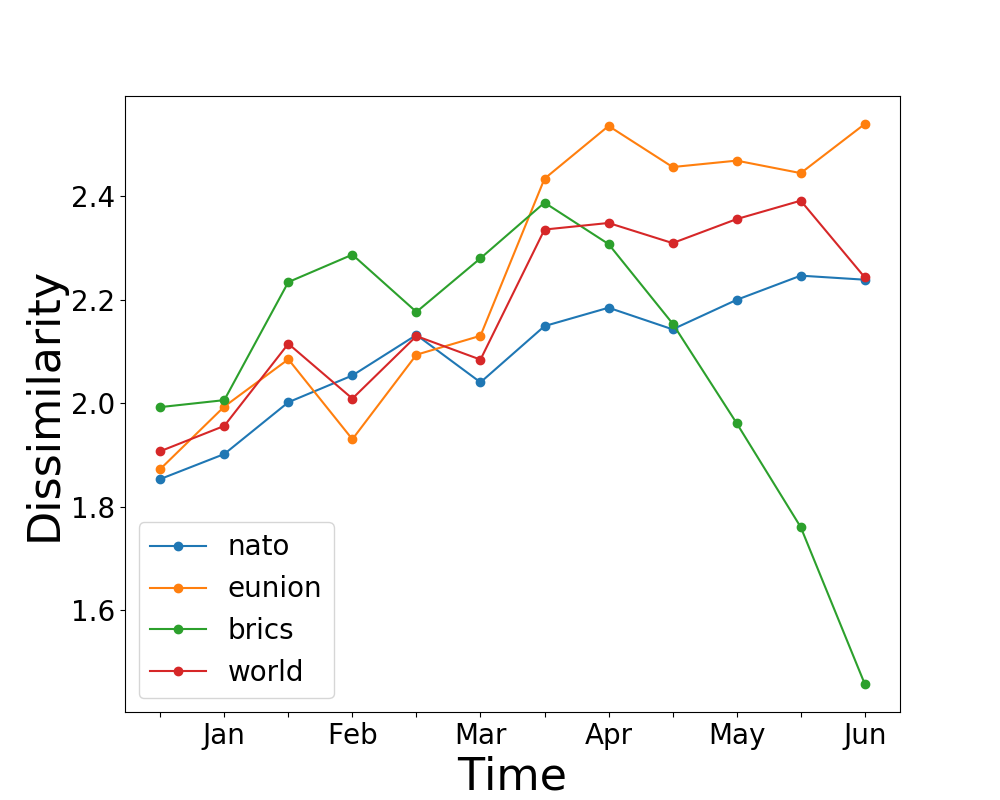 Dissimilarity
2.4
2.2
2.0
1.8
1.6
nato
eunion
brics
world
Jan Feb Mar Apr May Jun
Time